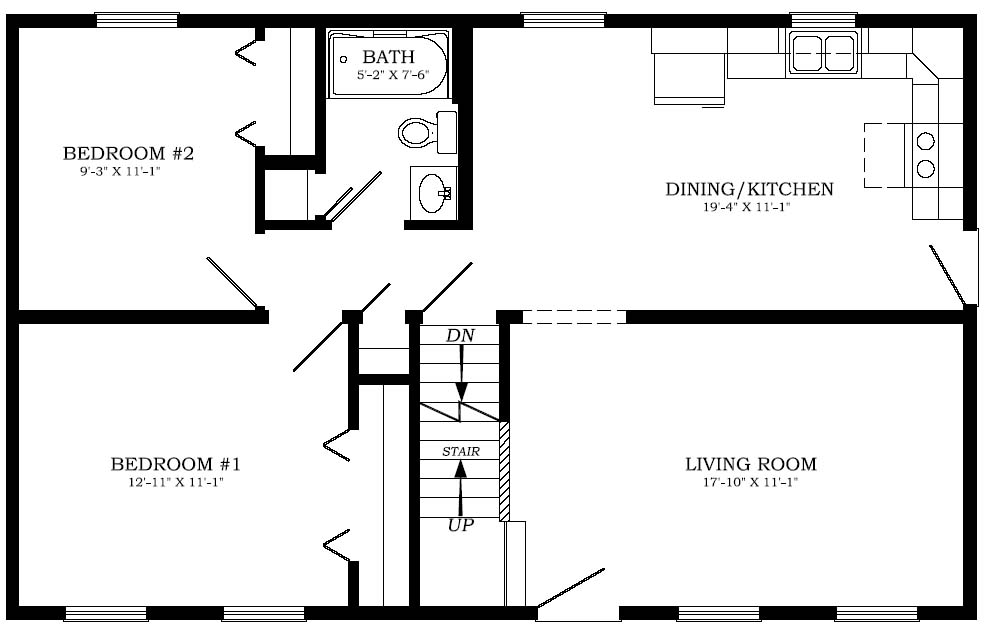 BATH
5'-2" X 7'-6"
BEDROOM #2
9'-3" X 11'-1"
DINING/KITCHEN
19'-4" X 11'-1"
DN
STAIR
UP
BEDROOM #1
12'-11" X 11'-1"
LIVING ROOM
17'-10" X 11'-1"